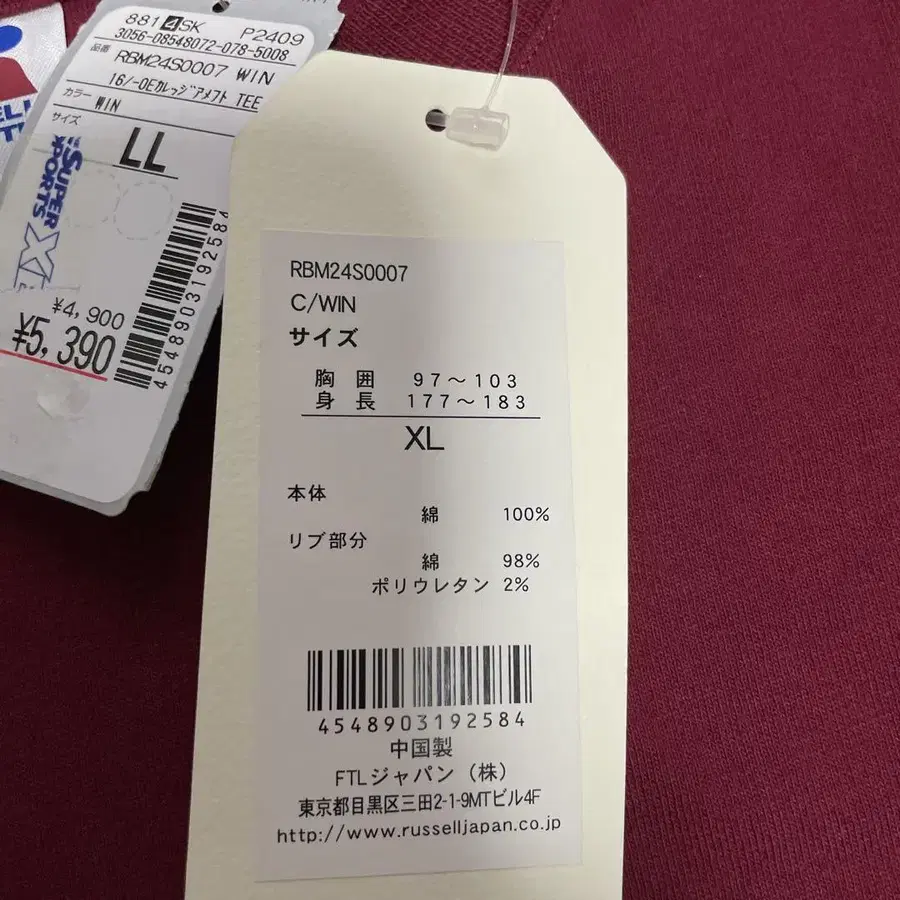 8814SK P2409
3056-08548072-078-5008
品番
RBM24S0007 WIN
16/-OEカレッジアメフト TEE
カラー
WIN
サイズ
LL
SUPER
SPORTS
¥4,900
¥5,390
4548903192584
RBM24S0007
C/WIN
サイズ
胸 囲 97〜103
身 長 177〜183
XL
本体
綿 100%
リブ部分
綿 98%
ポリウレタン 2%
4548903192584
中国製
FTLジャパン（株）
東京都目黒区三田2-1-9MTビル4F
http://www.russelljapan.co.jp